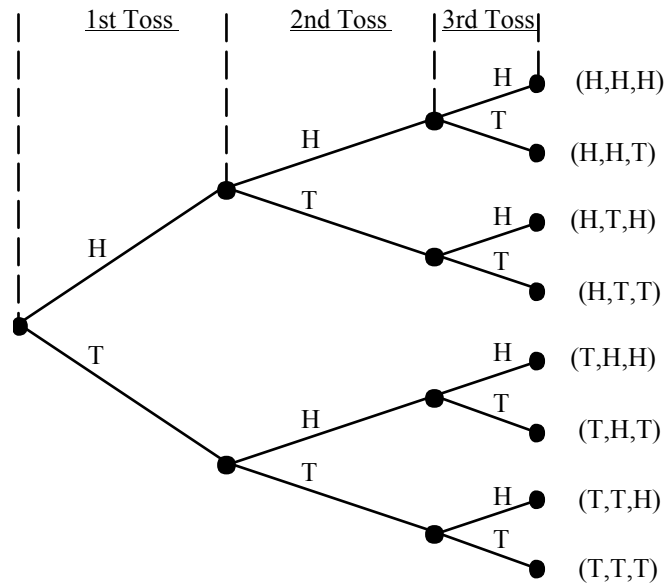 1st Toss 2nd Toss 3rd Toss
H (H,H,H)
H T
(H,H,T)
T H (H,T,H)
H T
(H,T,T)
T H (T,H,H)
H T
(T,H,T)
T H (T,T,H)
T
(T,T,T)